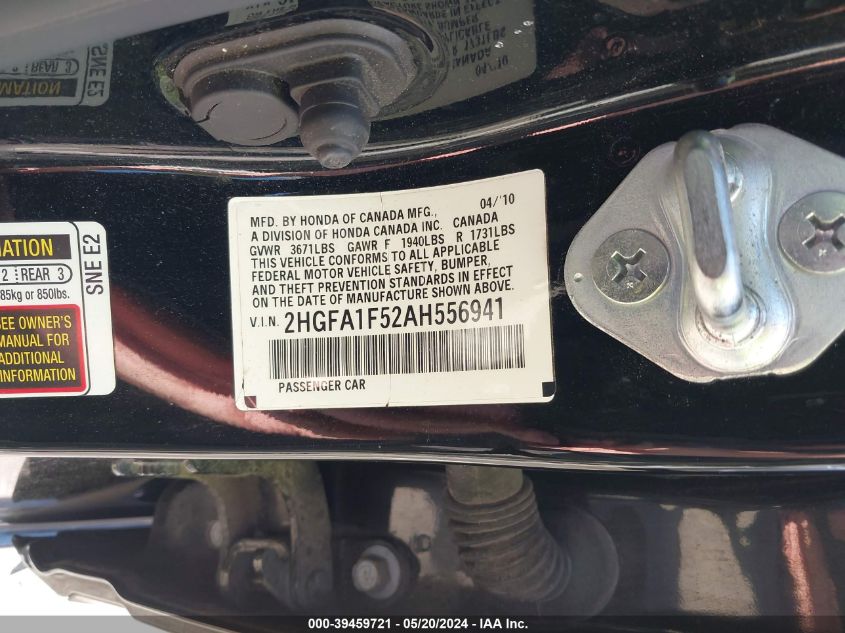 04/'10
MFD. BY HONDA OF CANADA MFG.,
A DIVISION OF HONDA CANADA INC. CANADA
GVWR 3671LBS GAWR F 1940LBS R 1731LBS
THIS VEHICLE CONFORMS TO ALL APPLICABLE
FEDERAL MOTOR VEHICLE SAFETY, BUMPER,
AND THEFT PREVENTION STANDARDS IN EFFECT
ON THE DATE OF MANUFACTURE SHOWN ABOVE.
V.I.N. 2HGFA1F52AH556941
PASSENGER CAR
MATION
2 REAR 3
85kg or 850lbs.
SEE OWNER'S
MANUAL FOR
ADDITIONAL
INFORMATION
SNE E2
000-39459721 - 05/20/2024 - IAA Inc.